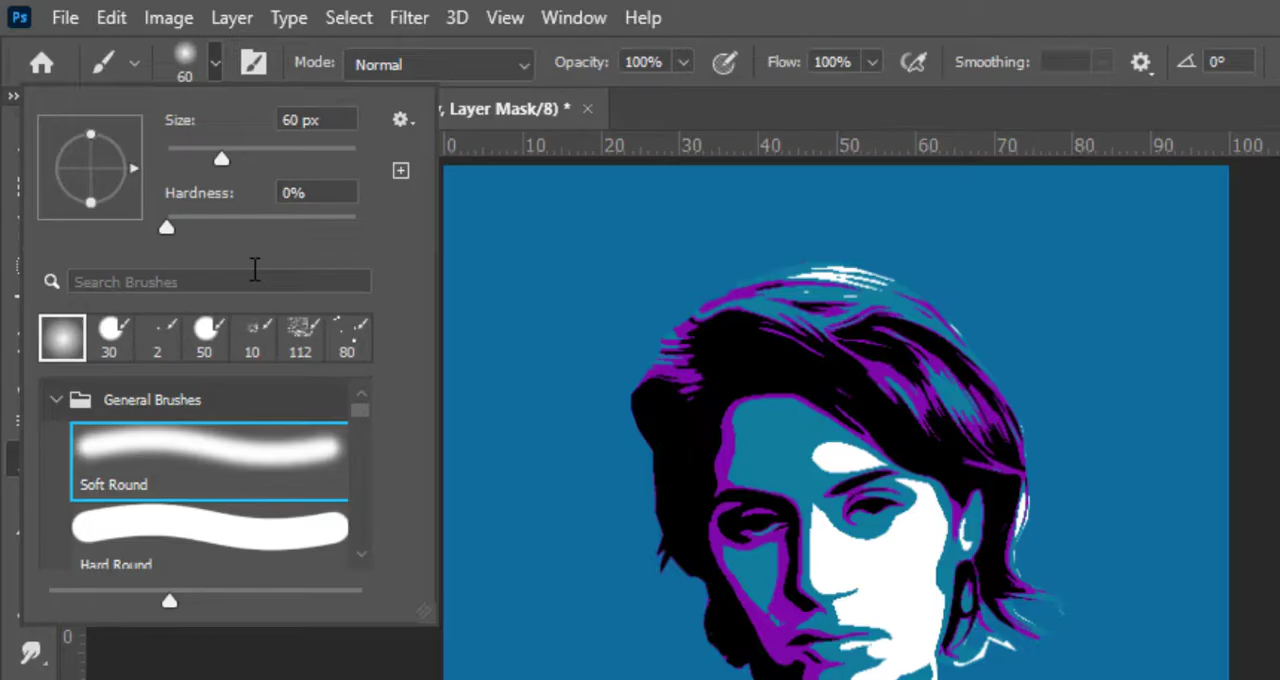 Ps File Edit Image Layer Type Select Filter 3D View Window Help
60 Mode: Normal Opacity: 100% Flow: 100% Smoothing: 0°
, Layer Mask/8) * ×
Size: 60 px
0 10 20 30 40 50 60 70 80 90 100
Hardness: 0%
Search Brushes
30 2 50 10 112 80
General Brushes
Soft Round
Hard Round
0